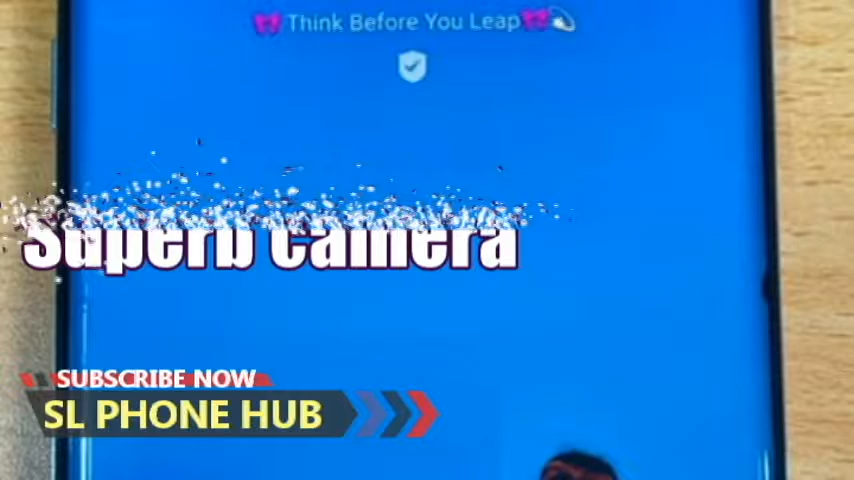 🎀Think Before You Leap🎀💫
Superb Camera
SUBSCRIBE NOW
SL PHONE HUB